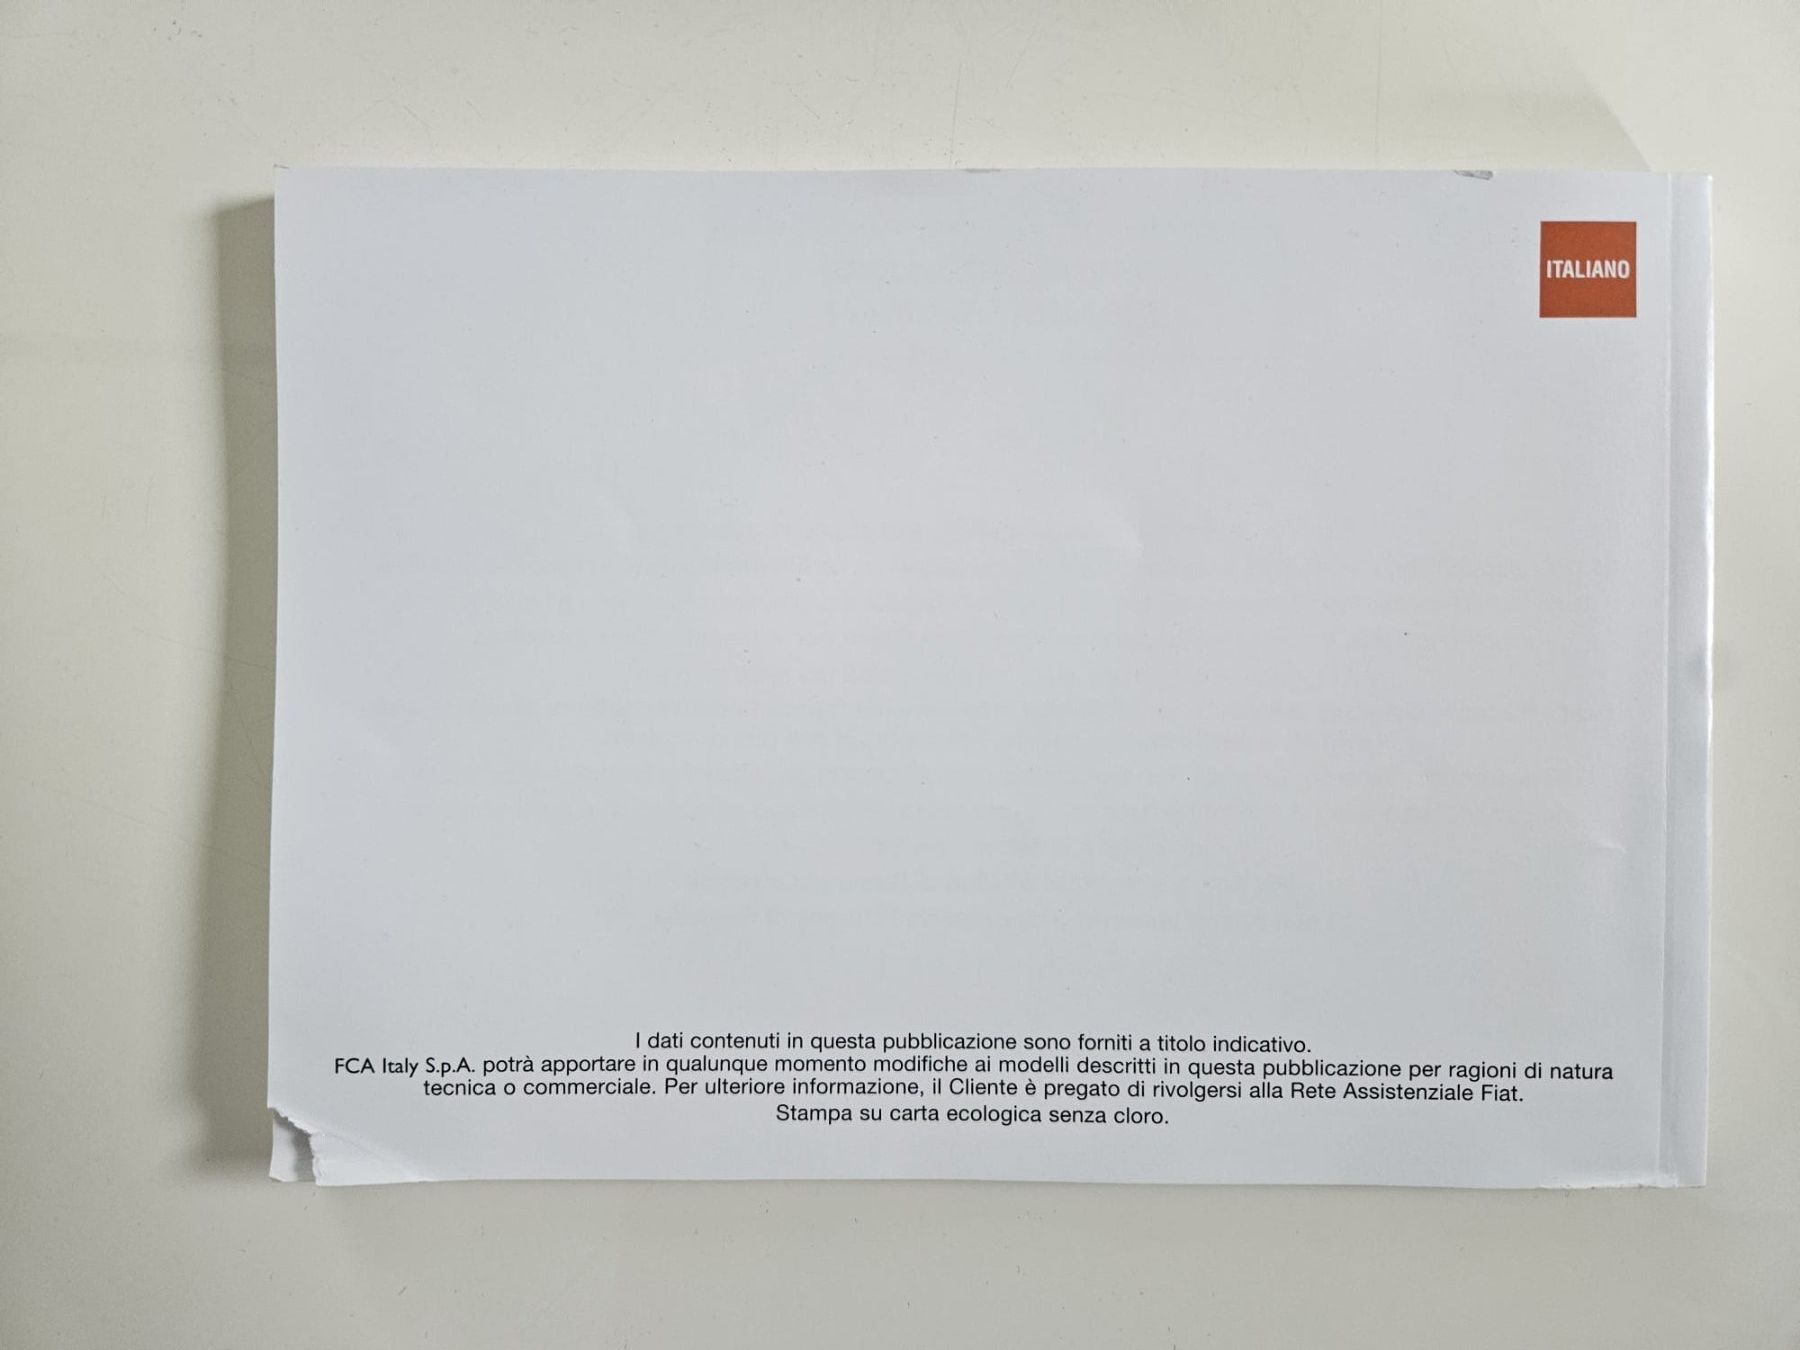 ITALIANO
I dati contenuti in questa pubblicazione sono forniti a titolo indicativo.
FCA Italy S.p.A. potrà apportare in qualunque momento modifiche ai modelli descritti in questa pubblicazione per ragioni di natura
tecnica o commerciale. Per ulteriore informazione, il Cliente è pregato di rivolgersi alla Rete Assistenziale Fiat.
Stampa su carta ecologica senza cloro.